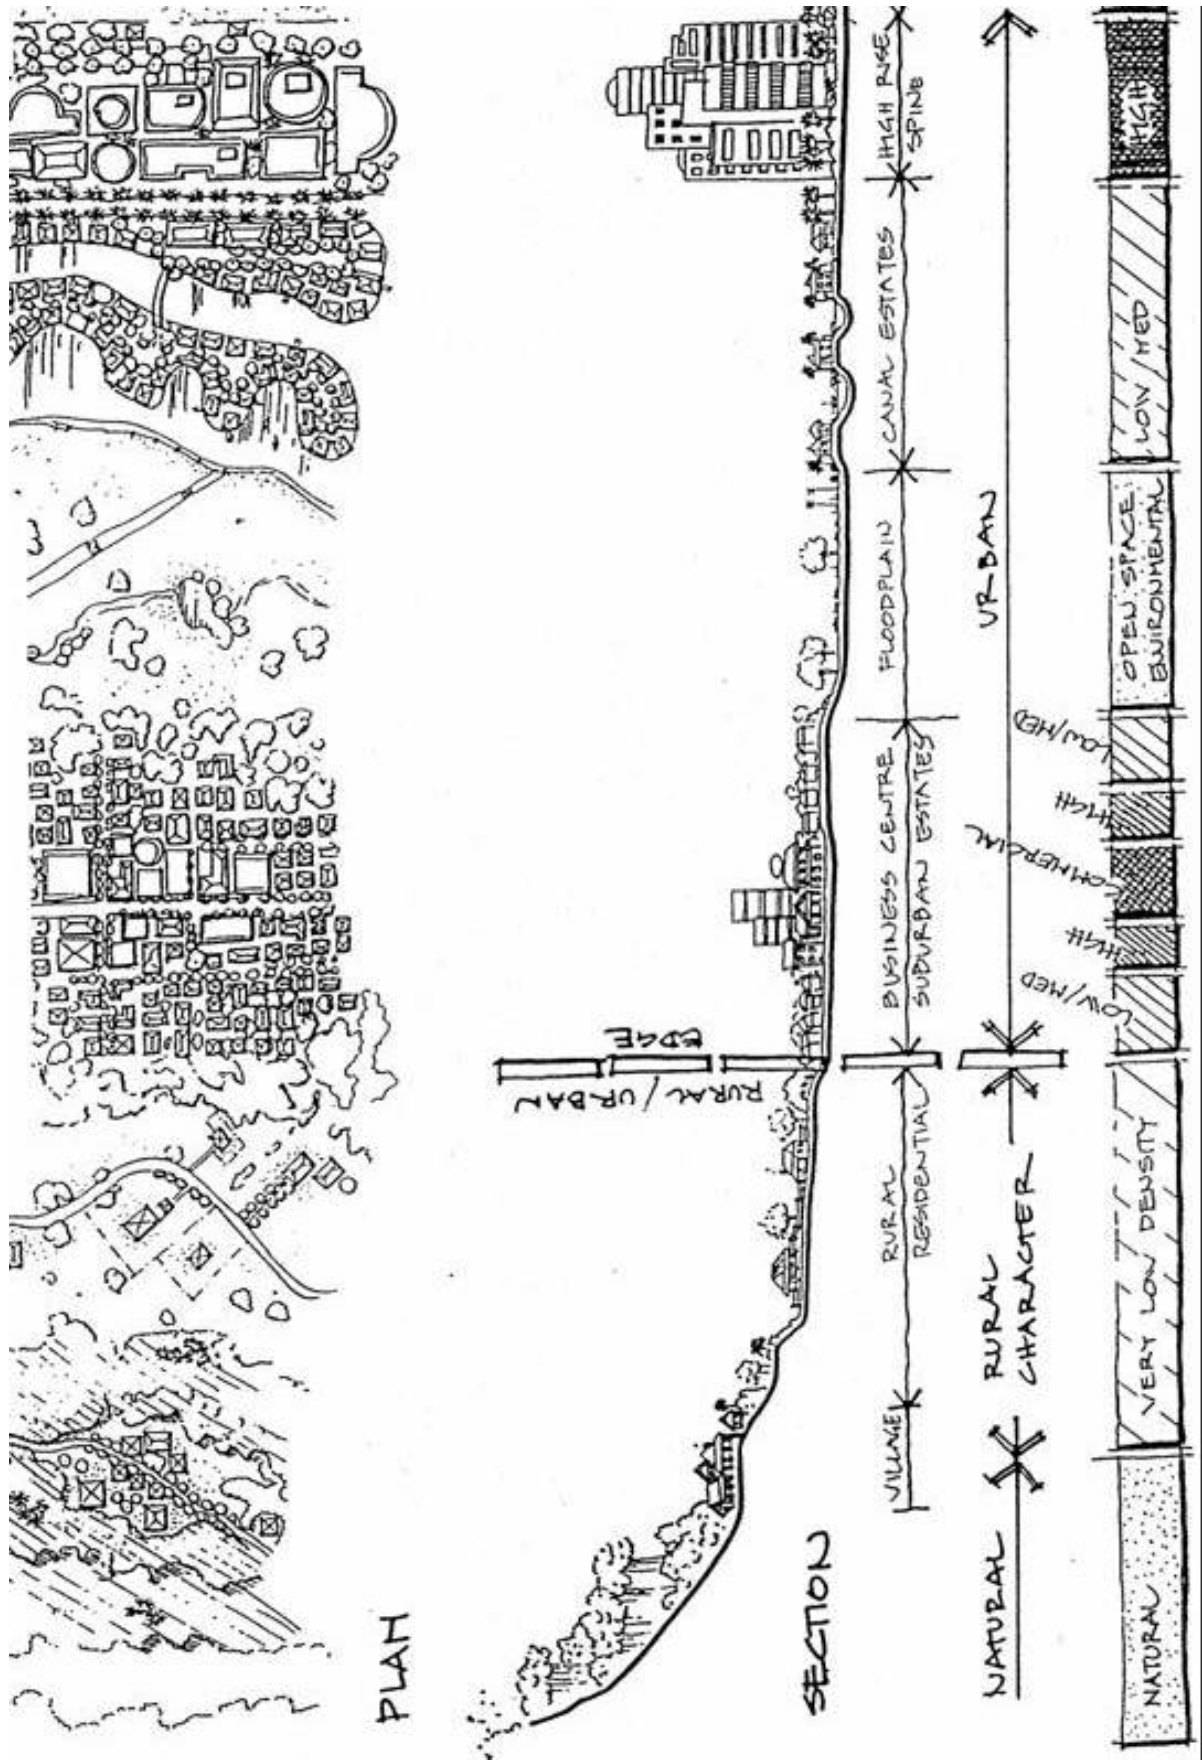 PLAN
RURAL / URBAN
EDGE
SECTION
VILLAGE
RURAL
RESIDENTIAL
BUSINESS CENTRE
SUBURBAN ESTATES
FLOODPLAIN
CANAL ESTATES
HIGH RISE
SPINE
NATURAL
RURAL
CHARACTER
URBAN
NATURAL
VERY LOW DENSITY
LOW/MED
HIGH
COMMERCIAL
HIGH
LOW/MED
OPEN SPACE
ENVIRONMENTAL
LOW/MED
HIGH